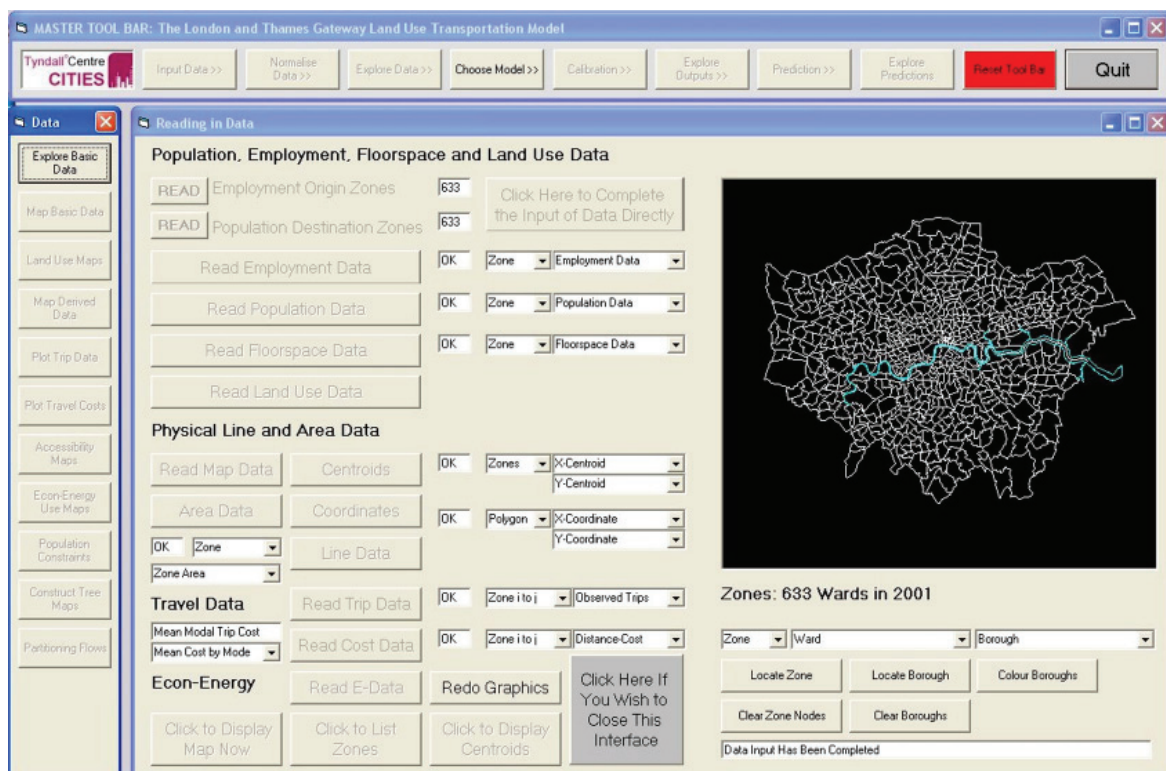 MASTER TOOL BAR: The London and Thames Gateway Land Use Transportation Model
Tyndall°Centre
CITIES
Input Data >>
Normalise
Data >>
Explore Data >>
Choose Model >>
Calibration >>
Explore
Outputs >>
Prediction >>
Explore
Predictions
Reset Tool Bar
Quit
Data
Explore Basic
Data
Map Basic Data
Land Use Maps
Map Derived
Data
Plot Trip Data
Plot Travel Costs
Accessibility
Maps
Econ-Energy
Use Maps
Population
Constraints
Construct Tree
Maps
Partitioning Flows
Reading in Data
Population, Employment, Floorspace and Land Use Data
READ Employment Origin Zones 633
READ Population Destination Zones 633
Click Here to Complete
the Input of Data Directly
Read Employment Data OK Zone Employment Data
Read Population Data OK Zone Population Data
Read Floorspace Data OK Zone Floorspace Data
Read Land Use Data
Physical Line and Area Data
Read Map Data Centroids OK Zones X-Centroid
Y-Centroid
Area Data Coordinates OK Polygon X-Coordinate
Y-Coordinate
OK Zone Line Data
Zone Area
Travel Data Read Trip Data OK Zone i to j Observed Trips
Mean Modal Trip Cost
Mean Cost by Mode Read Cost Data OK Zone i to j Distance-Cost
Econ-Energy Read E-Data Redo Graphics
Click Here If
You Wish to
Close This
Interface
Click to Display
Map Now
Click to List
Zones
Click to Display
Centroids
Zones: 633 Wards in 2001
Zone Ward Borough
Locate Zone Locate Borough Colour Boroughs
Clear Zone Nodes Clear Boroughs
Data Input Has Been Completed